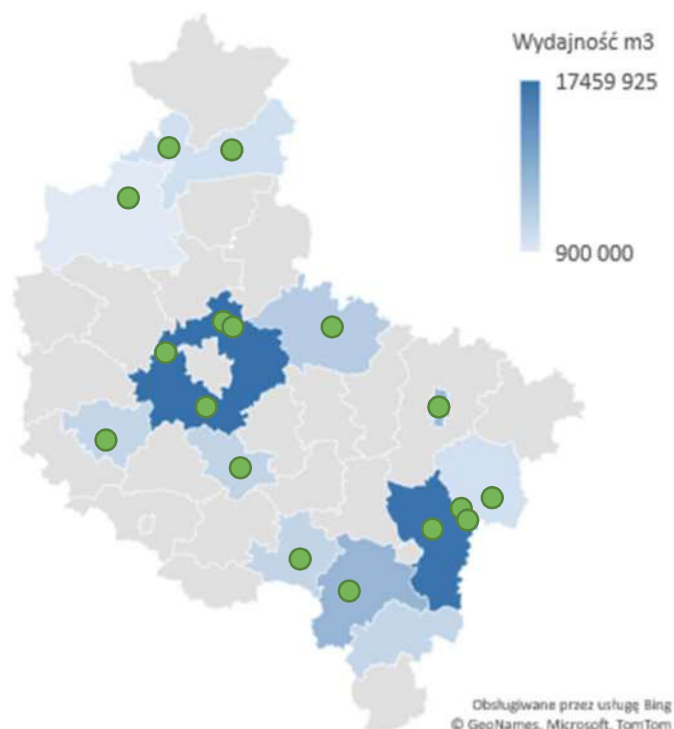 Wydajność m3
17459 925
900 000
Obsługiwane przez usługę Bing
© GeoNames, Microsoft, TomTom